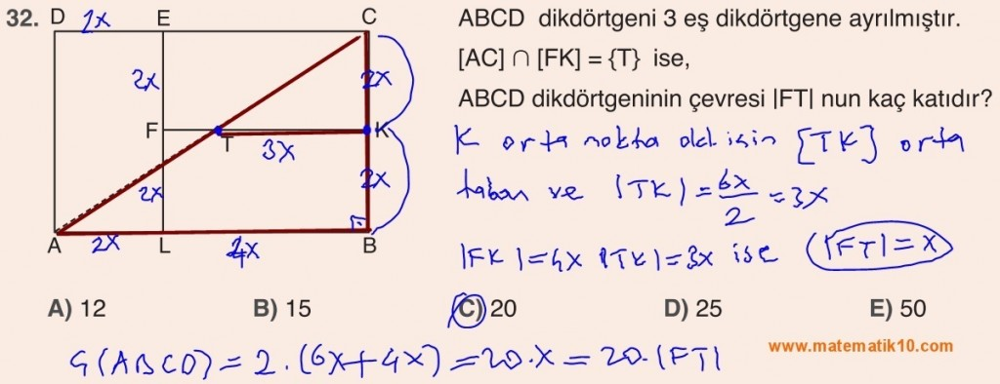 32. D 2x E C
ABCD dikdörtgeni 3 eş dikdörtgene ayrılmıştır.
[AC] ∩ [FK] = {T} ise,
ABCD dikdörtgeninin çevresi |FT| nun kaç katıdır?
2x 2x
F T K
3x
2x 2x
A 2x L 4x B
K orta nokta old. için [TK] orta
taban ve |TK| = 6x/2 = 3x
|FK| = 4x |TK| = 3x ise |FT| = x
A) 12 B) 15 C) 20 D) 25 E) 50
www.matematik10.com
Ç(ABCD) = 2.(6x+4x) = 20.x = 20.|FT|